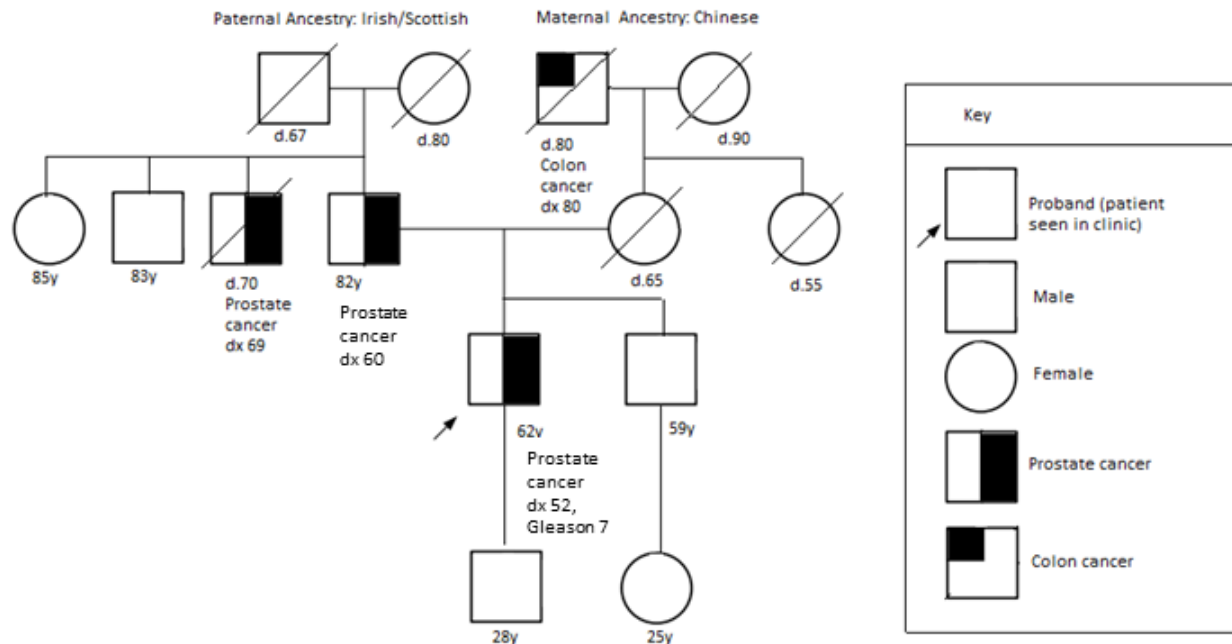 Paternal Ancestry: Irish/Scottish
Maternal Ancestry: Chinese
d.67
d.80
d.80
Colon
cancer
dx 80
d.90
85y
83y
d.70
Prostate
cancer
dx 69
82y
Prostate
cancer
dx 60
d.65
d.55
62y
Prostate
cancer
dx 52,
Gleason 7
59y
28y
25y
Key
Proband (patient
seen in clinic)
Male
Female
Prostate cancer
Colon cancer